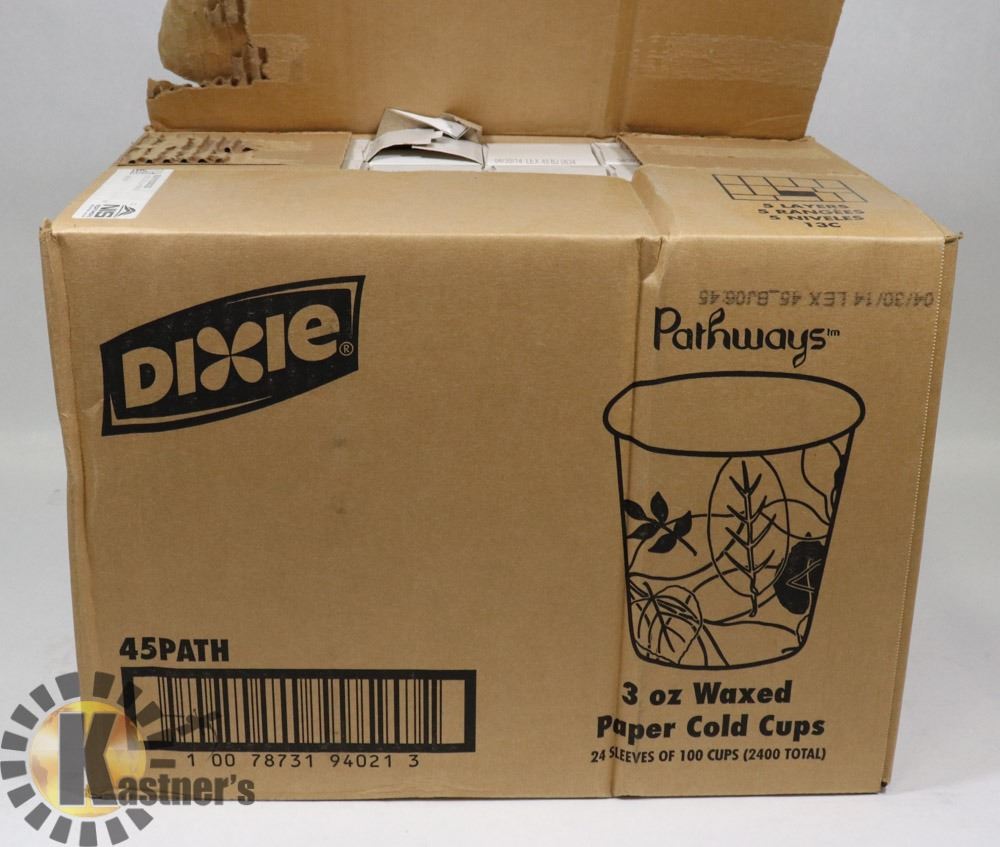 5 LAYERS
5 RANGÉES
5 NIVELES
13C
04/30/14 LEX 45_BJ06:45
DIXIE®
Pathways™
45PATH
1 00 78731 94021 3
3 oz Waxed
Paper Cold Cups
24 SLEEVES OF 100 CUPS (2400 TOTAL)
Kastner's